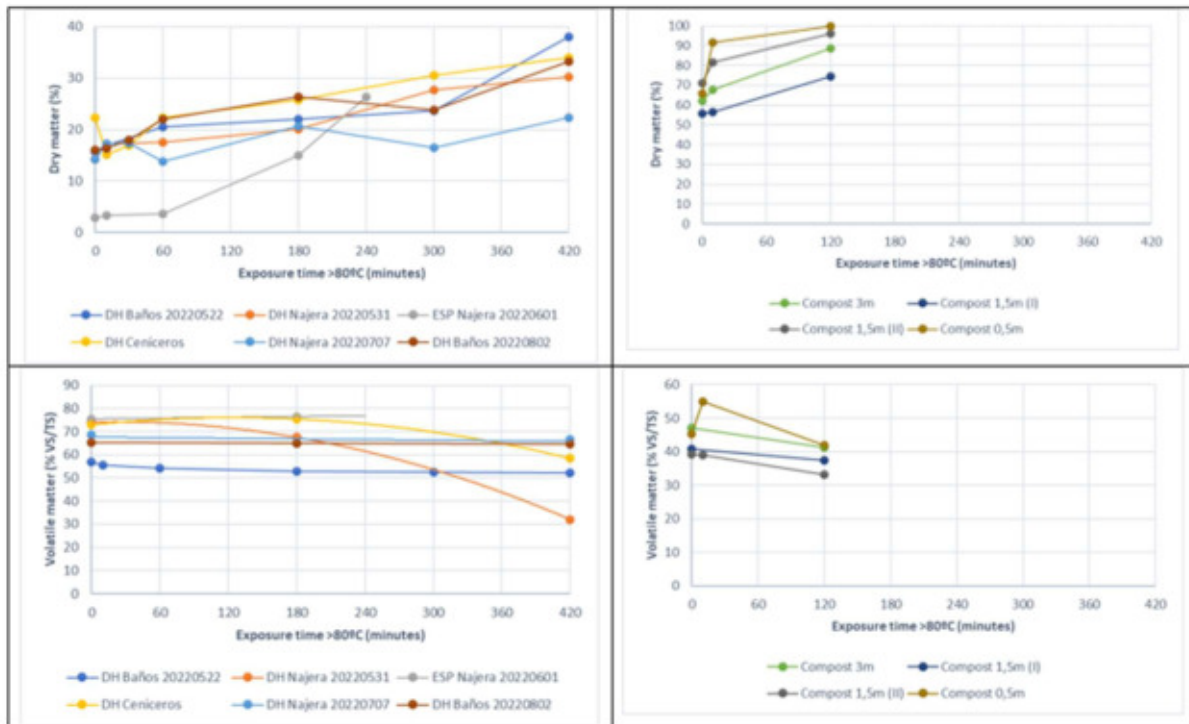 40
30
20
10
0
Dry matter (%)
0 60 120 180 240 300 360 420
Exposure time >80ºC (minutes)
DH Baños 20220522 DH Najera 20220531 ESP Najera 20220601
DH Ceniceros DH Najera 20220707 DH Baños 20220802
100
90
80
70
60
50
40
30
20
10
0
Dry matter (%)
0 60 120 180 240 300 360 420
Exposure time >80ºC (minutes)
Compost 3m Compost 1,5m (I)
Compost 1,5m (II) Compost 0,5m
90
80
70
60
50
40
30
20
10
0
Volatile matter (% VS/TS)
0 60 120 180 240 300 360 420
Exposure time >80ºC (minutes)
DH Baños 20220522 DH Najera 20220531 ESP Najera 20220601
DH Ceniceros DH Najera 20220707 DH Baños 20220802
60
50
40
30
20
10
0
Volatile matter (% VS/TS)
0 60 120 180 240 300 360 420
Exposure time >80ºC (minutes)
Compost 3m Compost 1,5m (I)
Compost 1,5m (II) Compost 0,5m